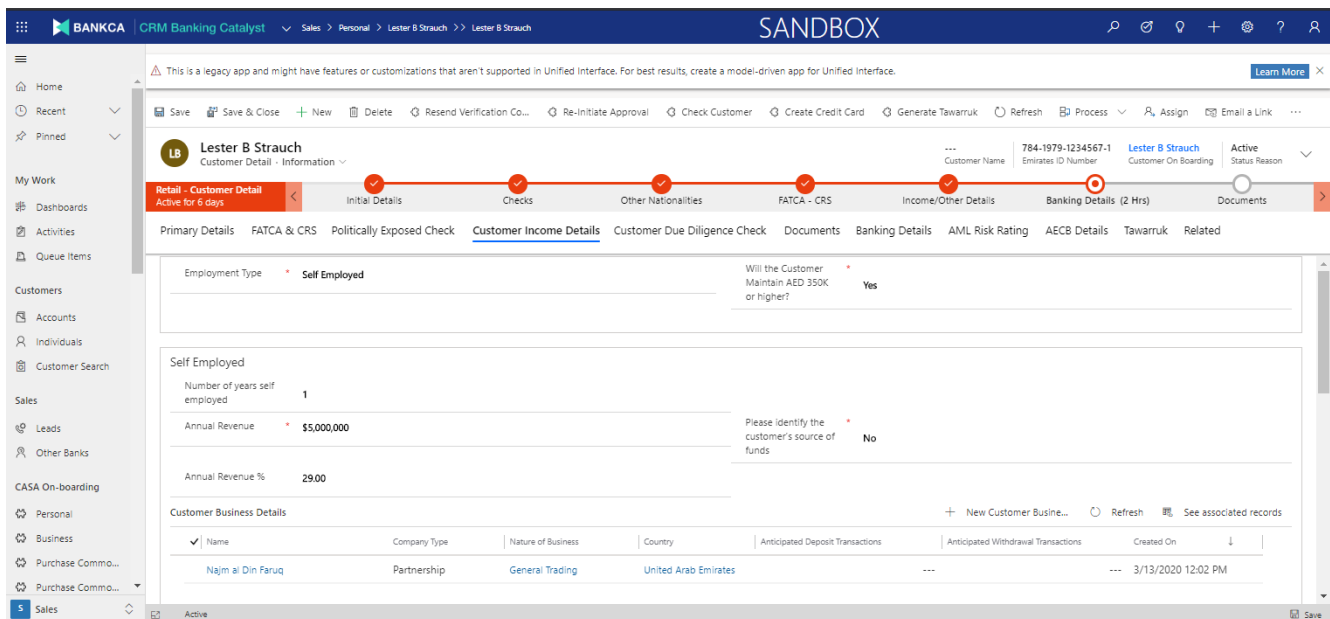 BANKCA CRM Banking Catalyst Sales > Personal > Lester B Strauch >> Lester B Strauch SANDBOX
This is a legacy app and might have features or customizations that aren't supported in Unified Interface. For best results, create a model-driven app for Unified Interface. Learn More
Home
Recent
Pinned
My Work
Dashboards
Activities
Queue Items
Customers
Accounts
Individuals
Customer Search
Sales
Leads
Other Banks
CASA On-boarding
Personal
Business
Purchase Commo...
Purchase Commo...
S Sales
Save Save & Close New Delete Resend Verification Co... Re-Initiate Approval Check Customer Create Credit Card Generate Tawarruk Refresh Process Assign Email a Link ...
LB Lester B Strauch
Customer Detail · Information
--- 784-1979-1234567-1 Lester B Strauch Active
Customer Name Emirates ID Number Customer On Boarding Status Reason
Retail - Customer Detail
Active for 6 days
Initial Details Checks Other Nationalities FATCA - CRS Income/Other Details Banking Details (2 Hrs) Documents
Primary Details FATCA & CRS Politically Exposed Check Customer Income Details Customer Due Diligence Check Documents Banking Details AML Risk Rating AECB Details Tawarruk Related
Employment Type * Self Employed
Will the Customer *
Maintain AED 350K
or higher?
Yes
Self Employed
Number of years self
employed
1
Annual Revenue * $5,000,000
Please identify the *
customer's source of
funds
No
Annual Revenue % 29.00
Customer Business Details New Customer Busine... Refresh See associated records
Name Company Type Nature of Business Country Anticipated Deposit Transactions Anticipated Withdrawal Transactions Created On
Najm al Din Faruq Partnership General Trading United Arab Emirates --- --- 3/13/2020 12:02 PM
Active Save